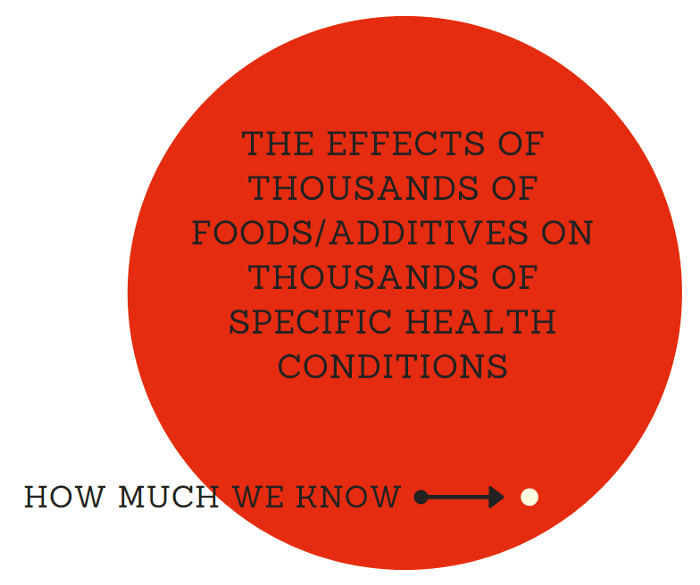 THE EFFECTS OF
THOUSANDS OF
FOODS/ADDITIVES ON
THOUSANDS OF
SPECIFIC HEALTH
CONDITIONS
HOW MUCH WE KNOW